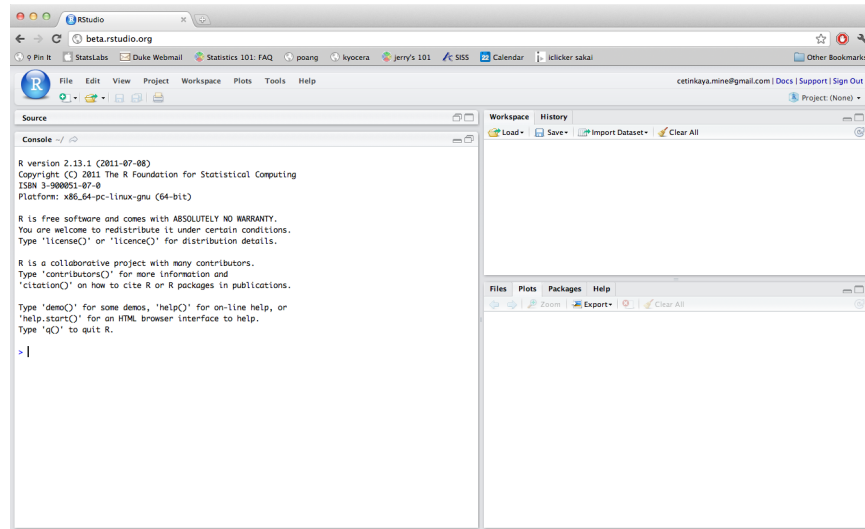 RStudio
beta.rstudio.org
9 Pin It StatsLabs Duke Webmail Statistics 101: FAQ poang kyocera jerry's 101 SISS 22 Calendar iclicker sakai Other Bookmarks
R File Edit View Project Workspace Plots Tools Help cetinkaya.mine@gmail.com | Docs | Support | Sign Out
Project: (None)
Source
Console ~/
R version 2.13.1 (2011-07-08)
Copyright (C) 2011 The R Foundation for Statistical Computing
ISBN 3-900051-07-0
Platform: x86_64-pc-linux-gnu (64-bit)
R is free software and comes with ABSOLUTELY NO WARRANTY.
You are welcome to redistribute it under certain conditions.
Type 'license()' or 'licence()' for distribution details.
R is a collaborative project with many contributors.
Type 'contributors()' for more information and
'citation()' on how to cite R or R packages in publications.
Type 'demo()' for some demos, 'help()' for on-line help, or
'help.start()' for an HTML browser interface to help.
Type 'q()' to quit R.
>
Workspace History
Load Save Import Dataset Clear All
Files Plots Packages Help
Zoom Export Clear All